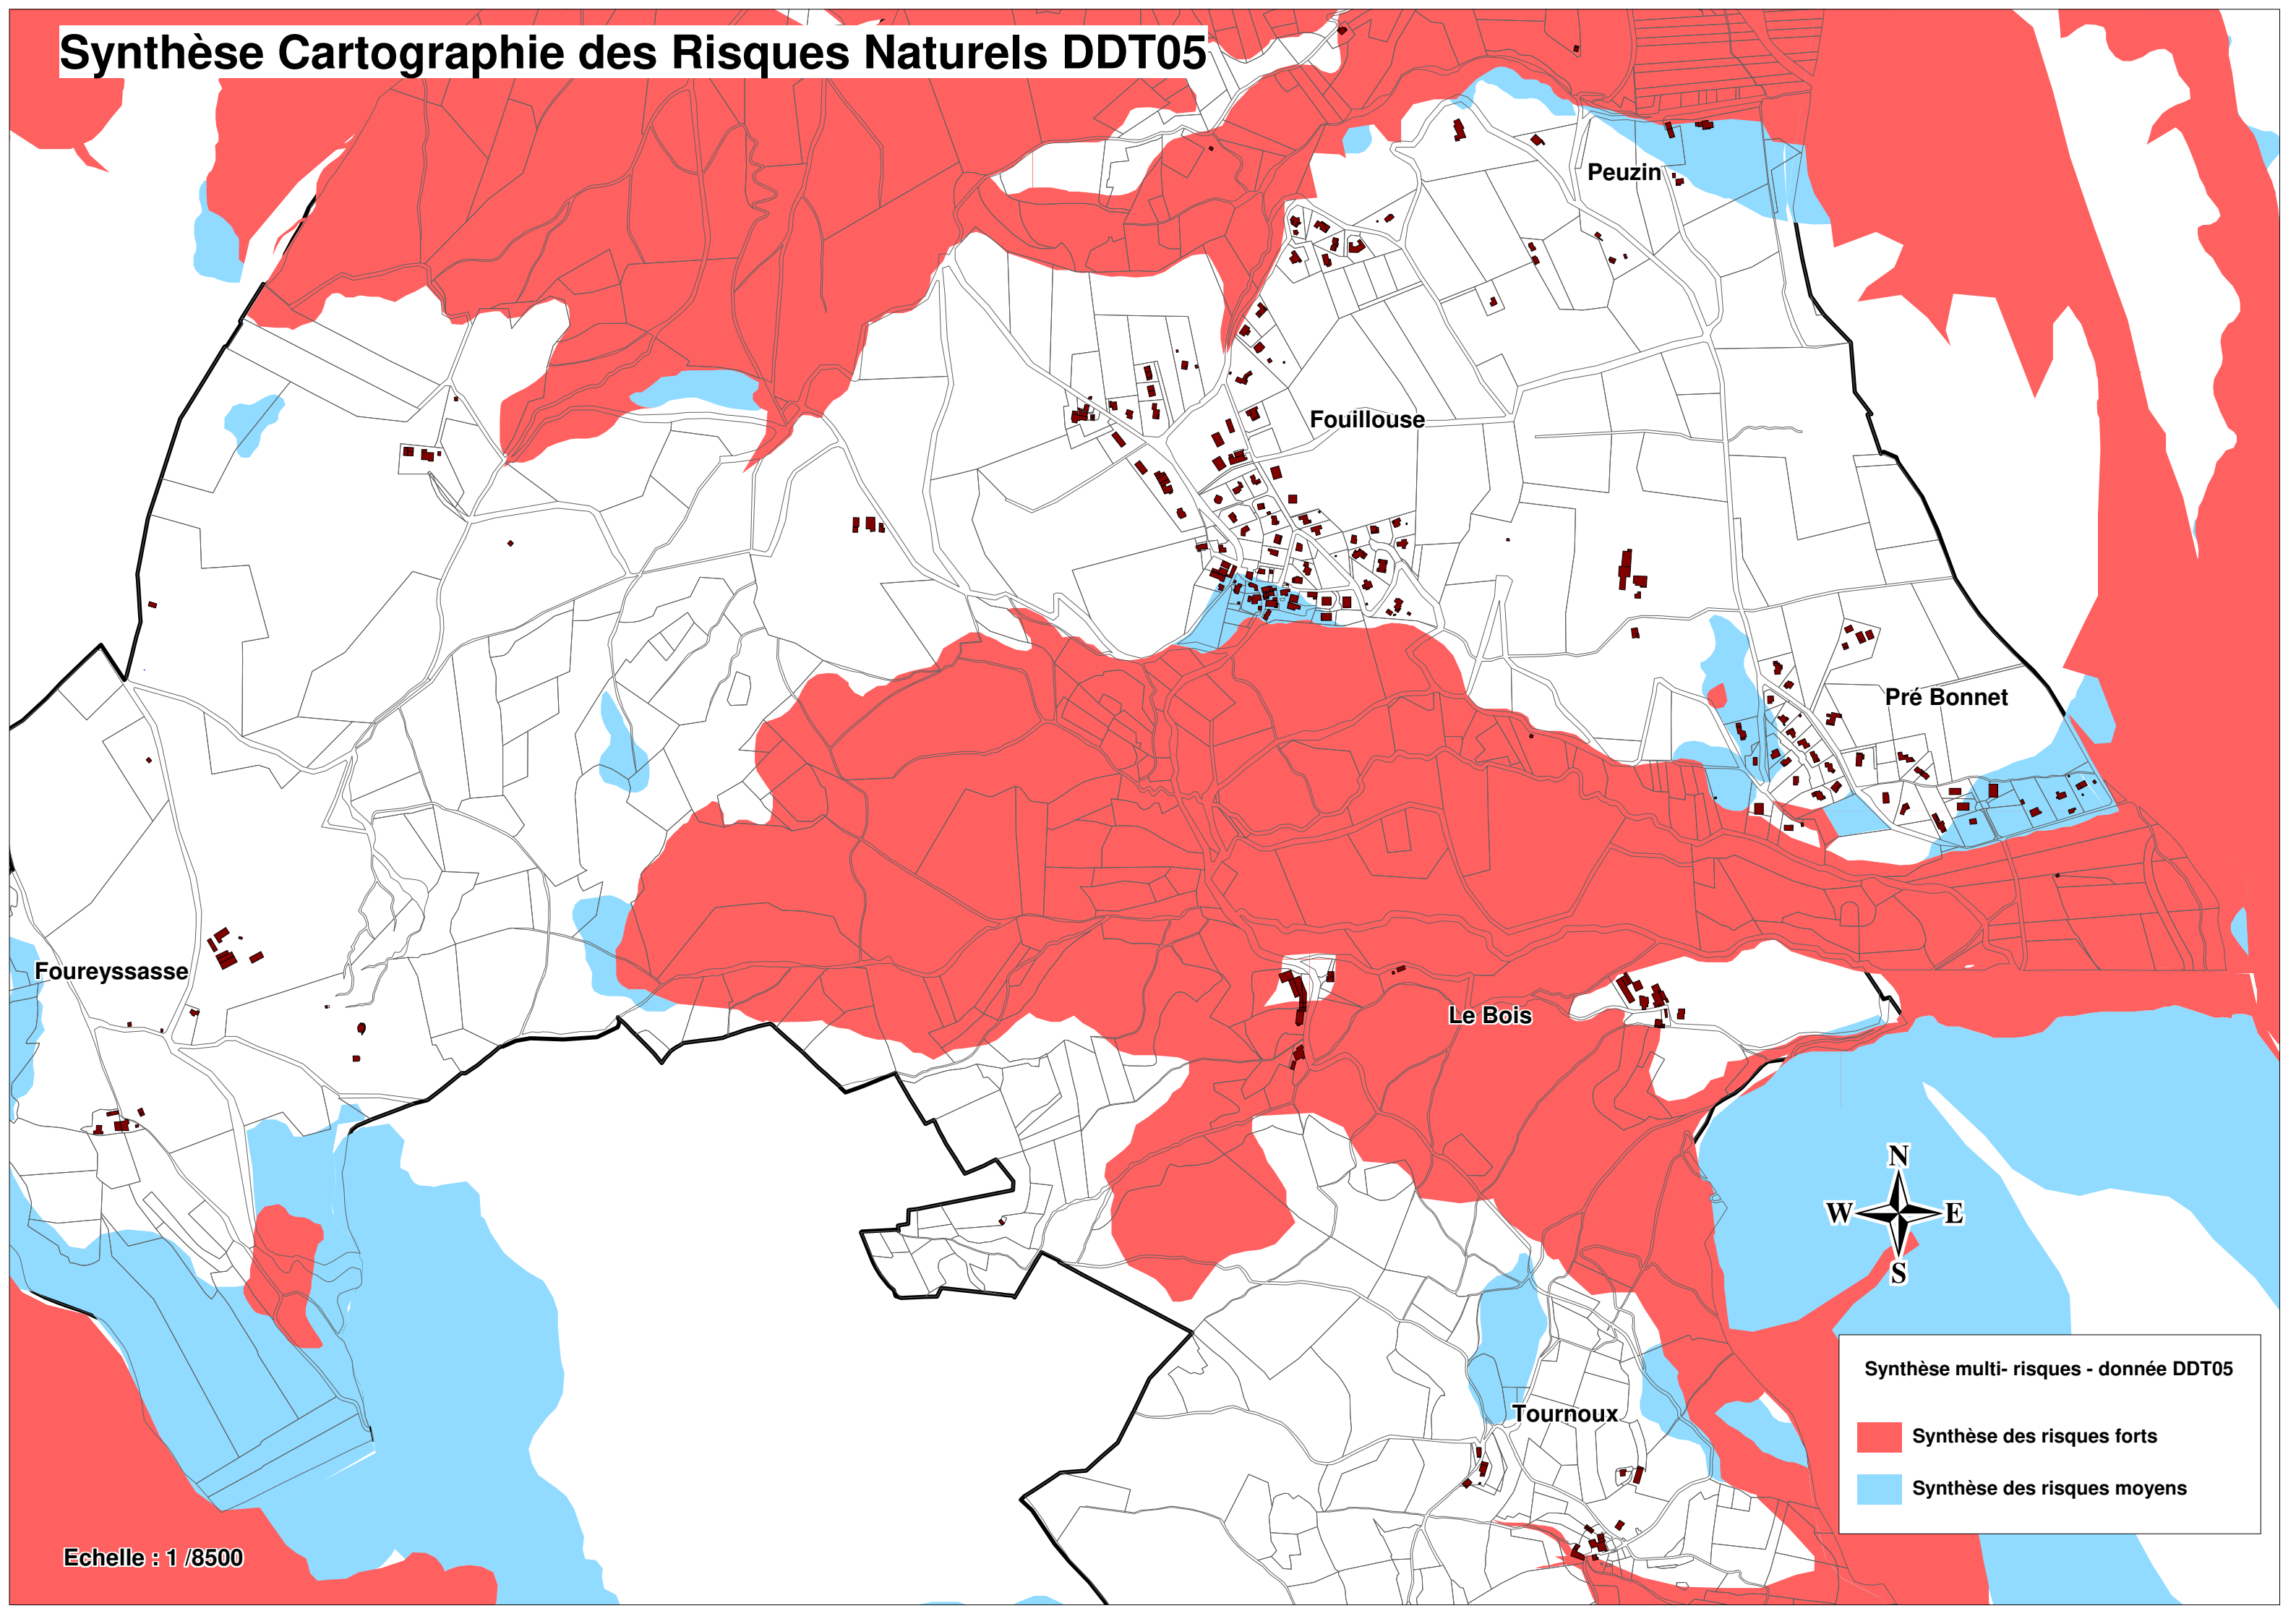 Synthèse Cartographie des Risques Naturels DDT05
Peuzin
Fouillouse
Pré Bonnet
Foureyssasse
Le Bois
N
W E
S
Synthèse multi- risques - donnée DDT05
Tournoux
Synthèse des risques forts
Synthèse des risques moyens
Echelle : 1 /8500